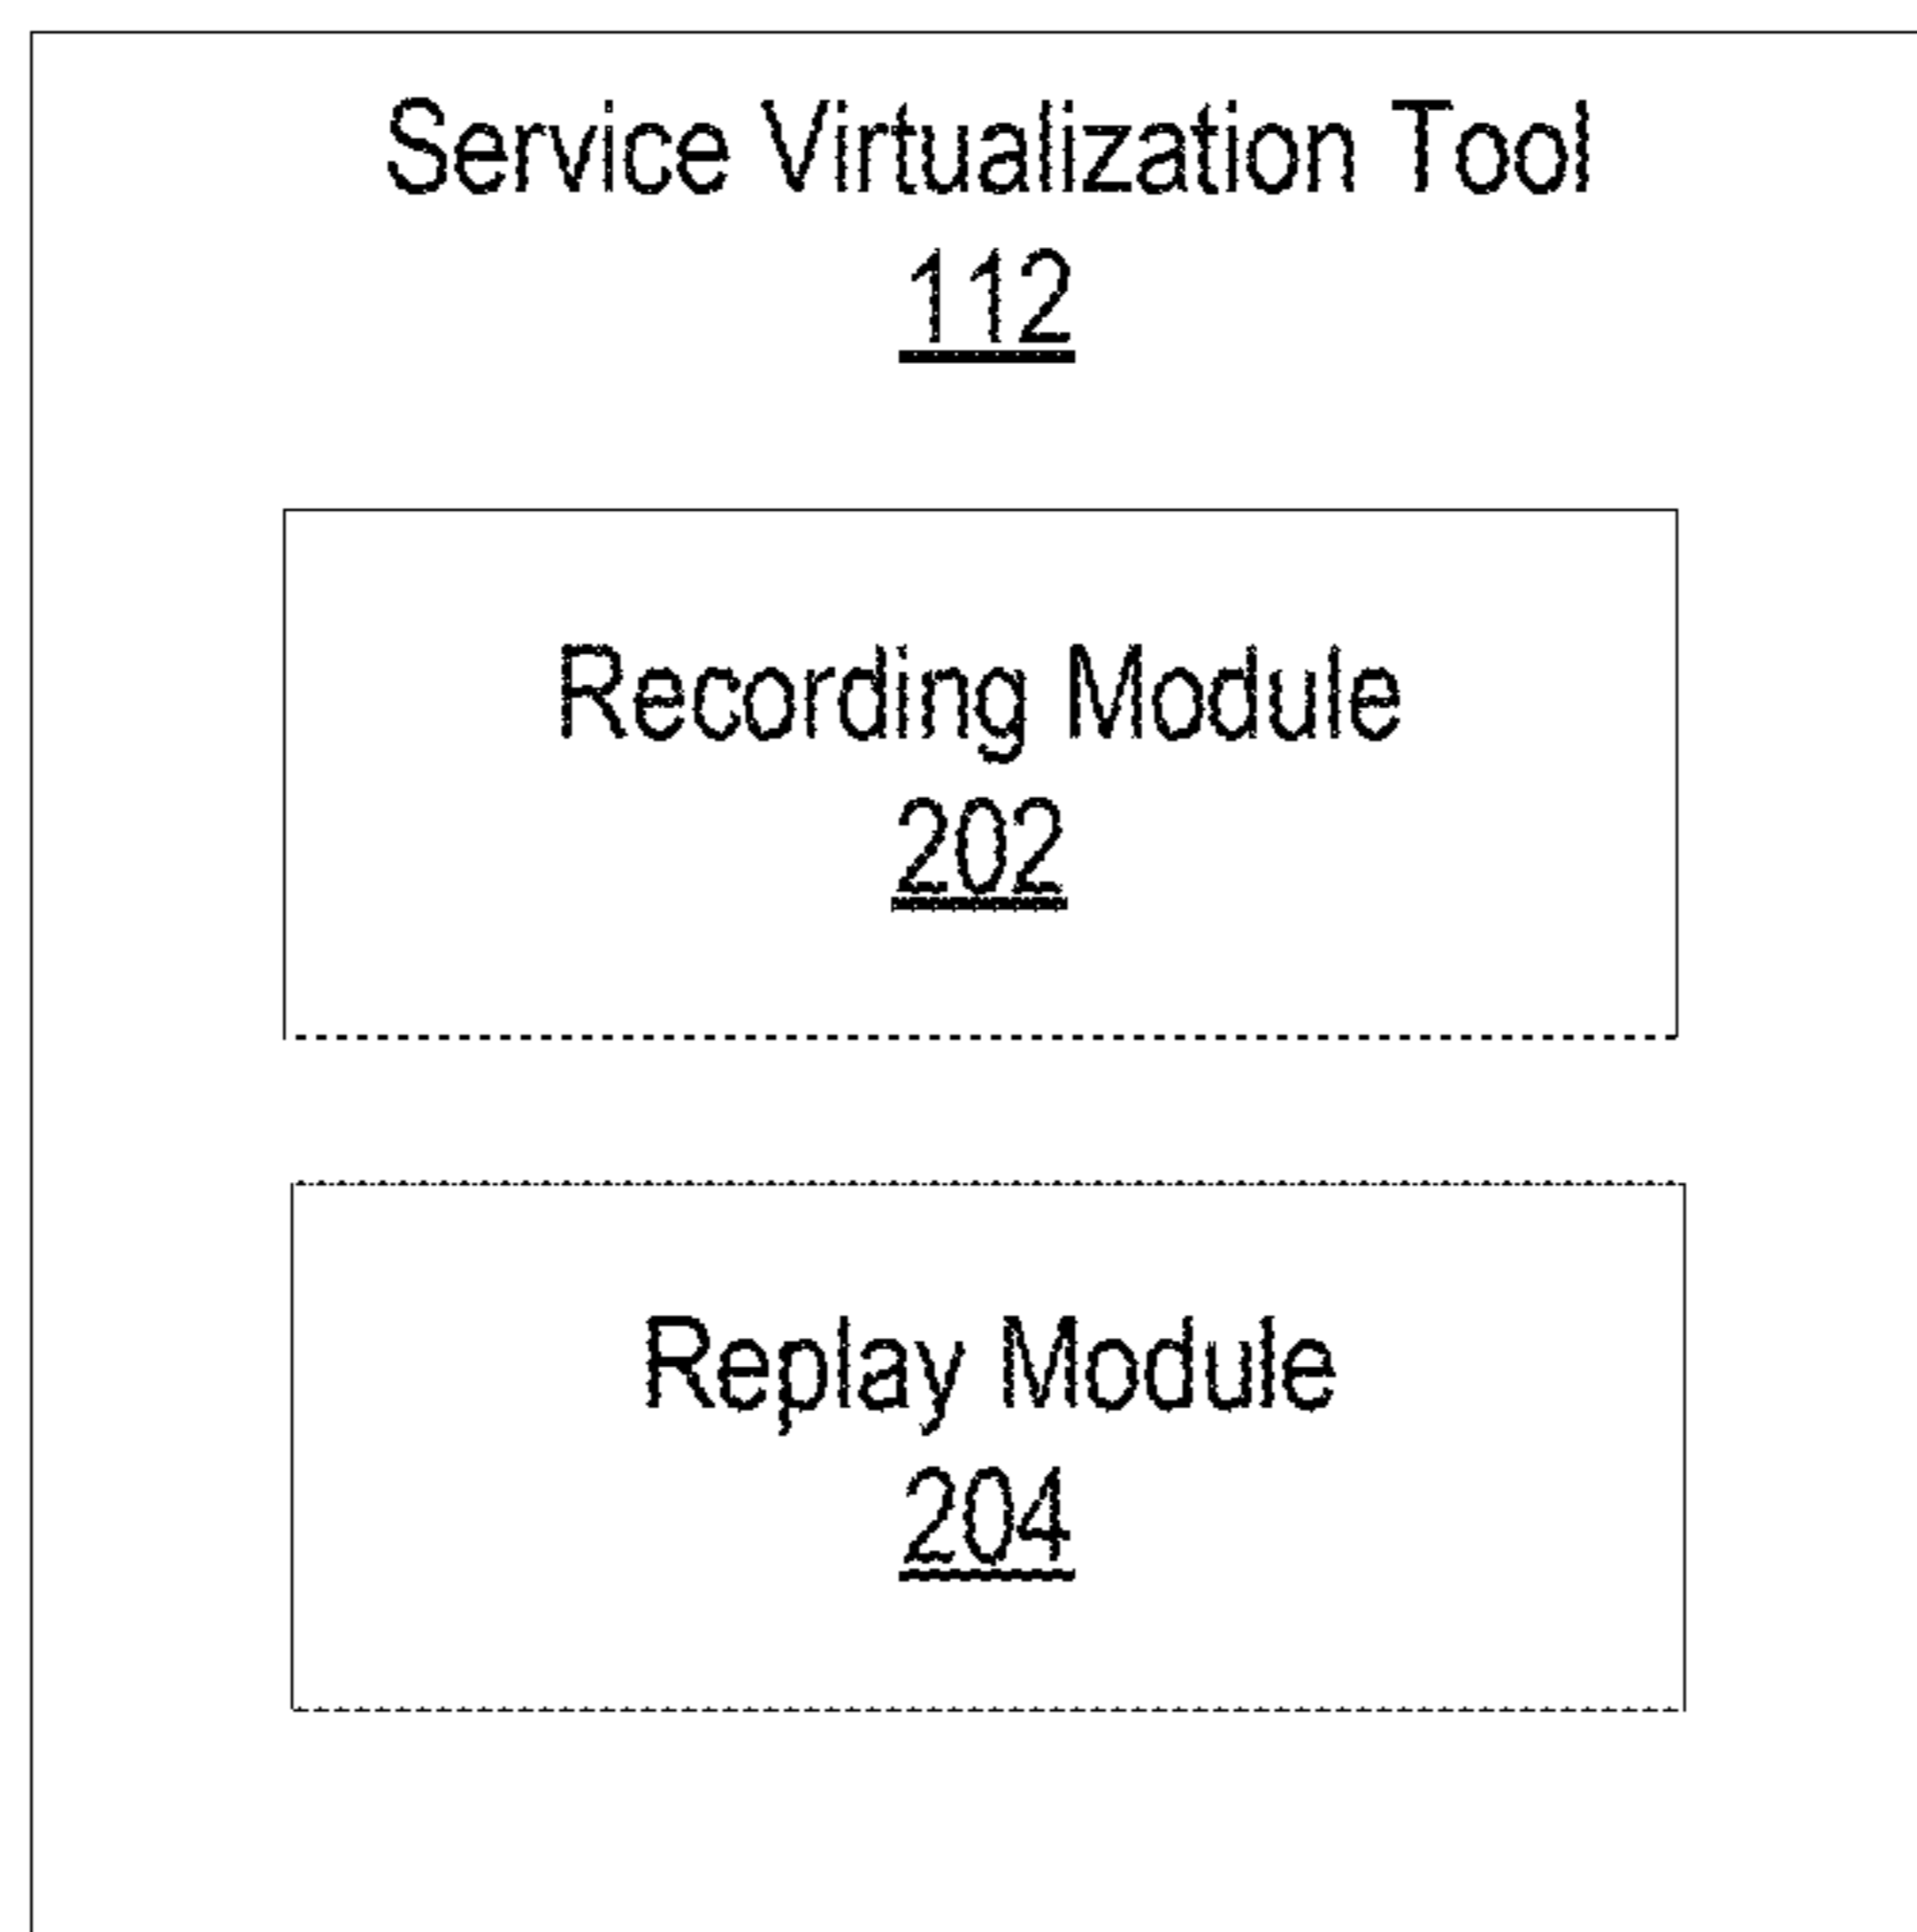 Service Virtualization Tool
112
Recording Module
202
Replay Module
204